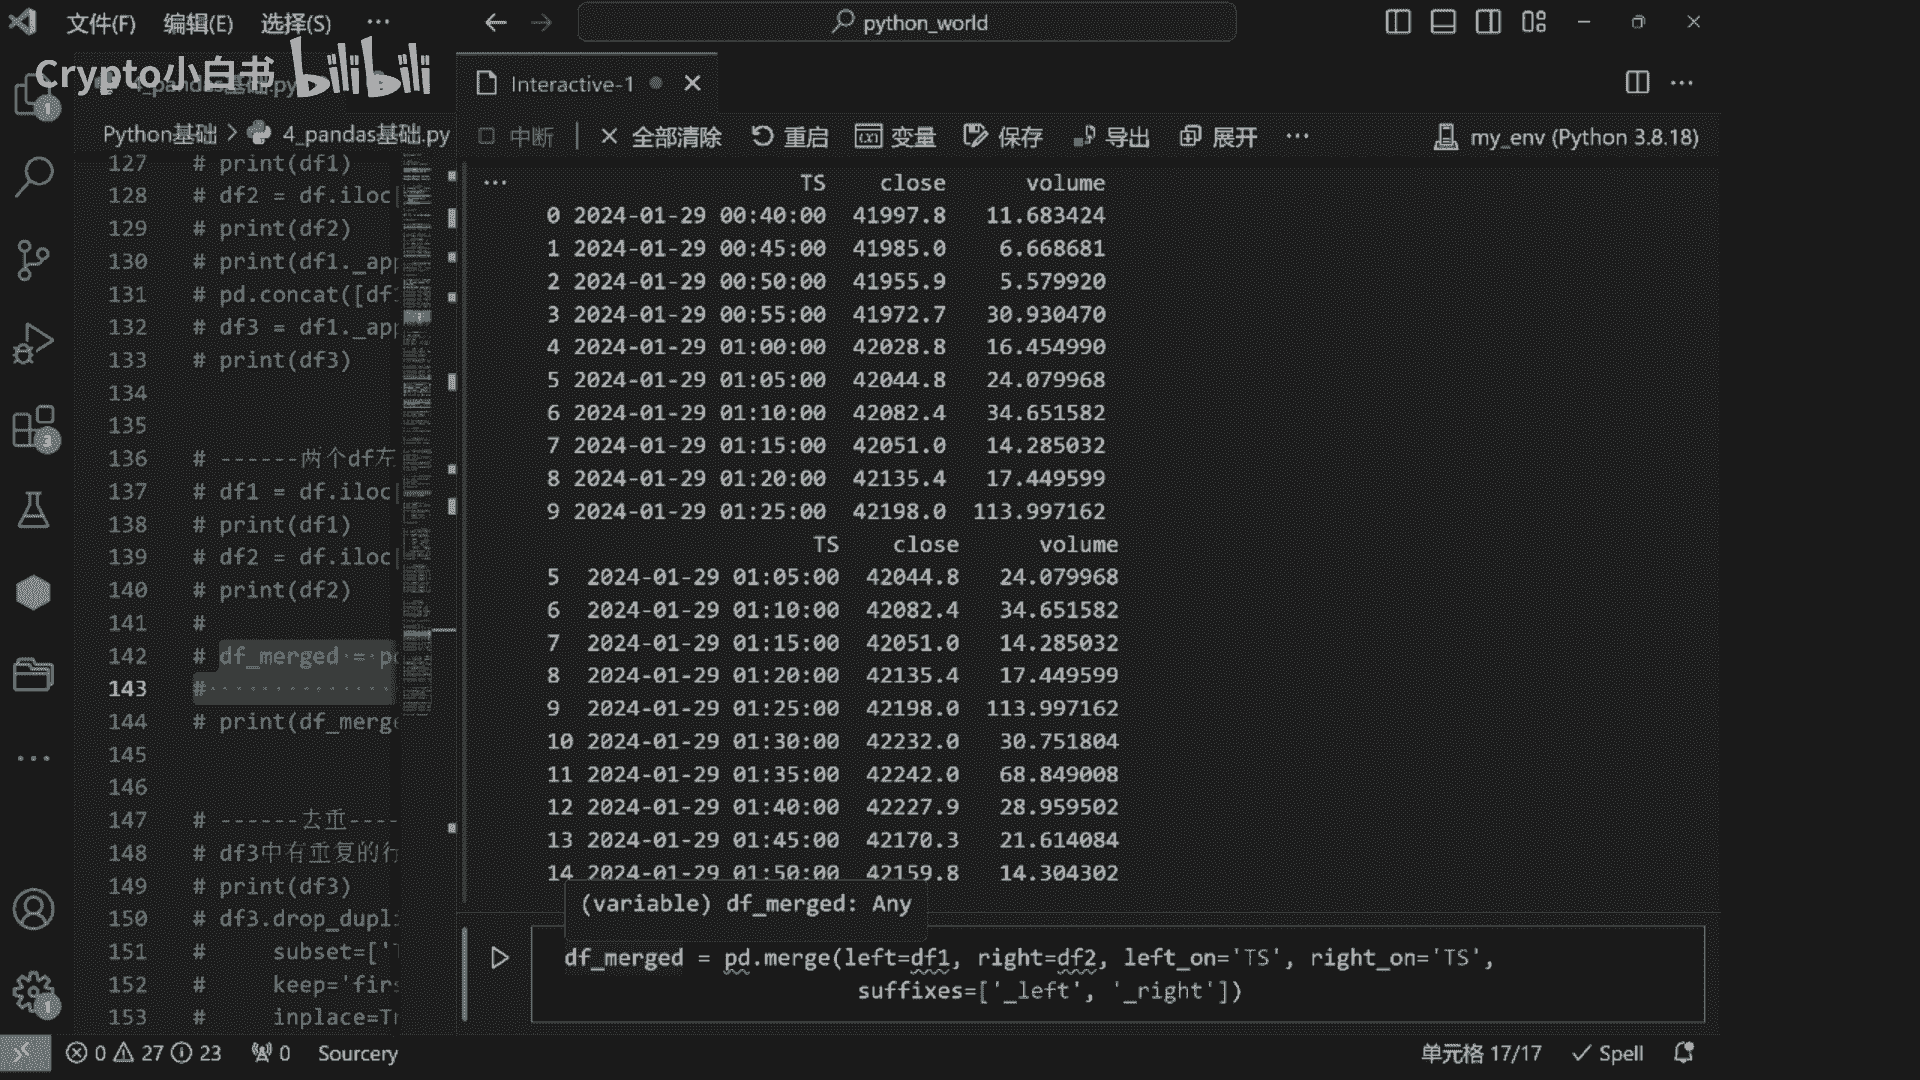 文件(F) 编辑(E) 选择(S) ··· python_world
Crypto小白书 bilibili
4_pandas基础.py
Interactive-1
Python基础 > 4_pandas基础.py
中断 全部清除 重启 变量 保存 导出 展开 ··· my_env (Python 3.8.18)
127 # print(df1)
128 # df2 = df.iloc[
129 # print(df2)
130 # print(df1._app
131 # pd.concat([df
132 # df3 = df1._app
133 # print(df3)
134
135
136 # ------两个df左
137 # df1 = df.iloc[
138 # print(df1)
139 # df2 = df.iloc[
140 # print(df2)
141 #
142 # df_merged = pd
143 #
144 # print(df_merge
145
146
147 # ------去重----
148 # df3中有重复的行
149 # print(df3)
150 # df3.drop_dupli
151 # subset=['
152 # keep='firs
153 # inplace=Tr
TS close volume
0 2024-01-29 00:40:00 41997.8 11.683424
1 2024-01-29 00:45:00 41985.0 6.668681
2 2024-01-29 00:50:00 41955.9 5.579920
3 2024-01-29 00:55:00 41972.7 30.930470
4 2024-01-29 01:00:00 42028.8 16.454990
5 2024-01-29 01:05:00 42044.8 24.079968
6 2024-01-29 01:10:00 42082.4 34.651582
7 2024-01-29 01:15:00 42051.0 14.285032
8 2024-01-29 01:20:00 42135.4 17.449599
9 2024-01-29 01:25:00 42198.0 113.997162
TS close volume
5 2024-01-29 01:05:00 42044.8 24.079968
6 2024-01-29 01:10:00 42082.4 34.651582
7 2024-01-29 01:15:00 42051.0 14.285032
8 2024-01-29 01:20:00 42135.4 17.449599
9 2024-01-29 01:25:00 42198.0 113.997162
10 2024-01-29 01:30:00 42232.0 30.751804
11 2024-01-29 01:35:00 42242.0 68.849008
12 2024-01-29 01:40:00 42227.9 28.959502
13 2024-01-29 01:45:00 42170.3 21.614084
14 2024-01-29 01:50:00 42159.8 14.304302
(variable) df_merged: Any
df_merged = pd.merge(left=df1, right=df2, left_on='TS', right_on='TS',
suffixes=['_left', '_right'])
0 27 23 0 Sourcery 单元格 17/17 Spell